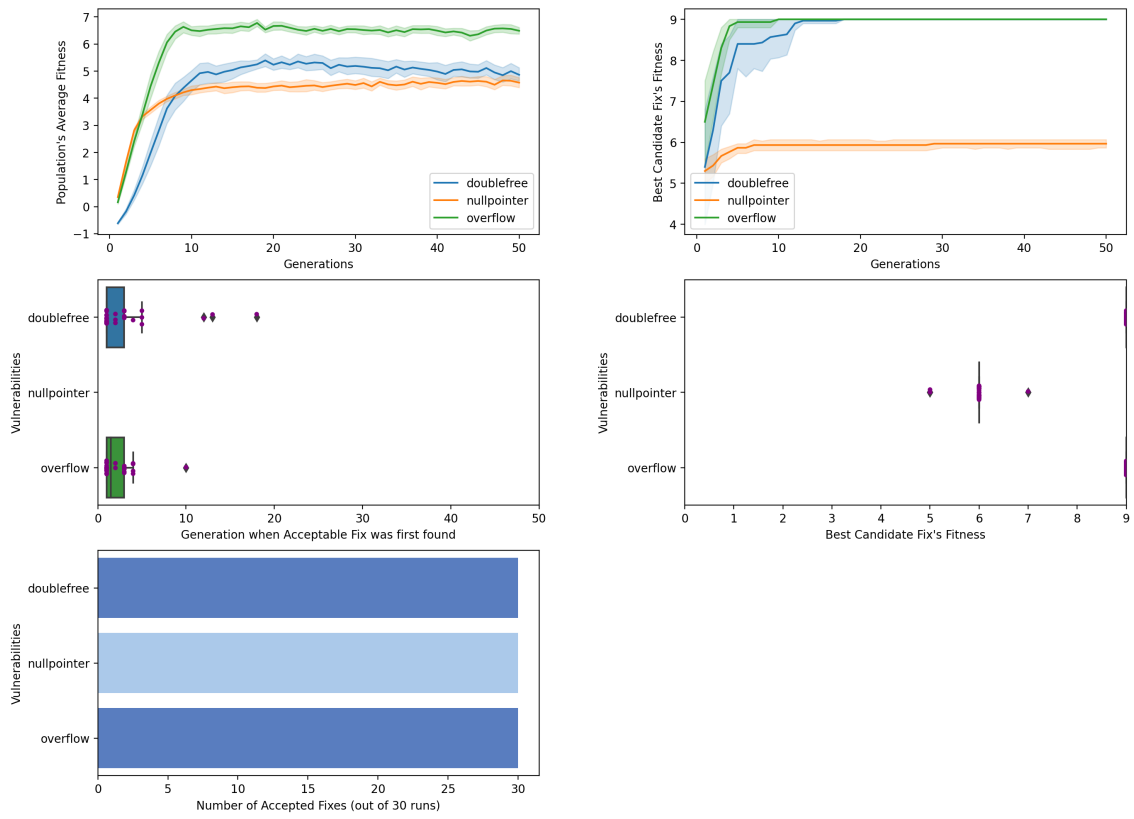 7
6
5
4
3
2
1
0
−1
Population's Average Fitness
0
10
20
30
40
50
Generations
doublefree
nullpointer
overflow
9
8
7
6
5
4
Best Candidate Fix's Fitness
0
10
20
30
40
50
Generations
doublefree
nullpointer
overflow
Vulnerabilities
doublefree
nullpointer
overflow
0
10
20
30
40
50
Generation when Acceptable Fix was first found
Vulnerabilities
doublefree
nullpointer
overflow
0
1
2
3
4
5
6
7
8
9
Best Candidate Fix's Fitness
Vulnerabilities
doublefree
nullpointer
overflow
0
5
10
15
20
25
30
Number of Accepted Fixes (out of 30 runs)